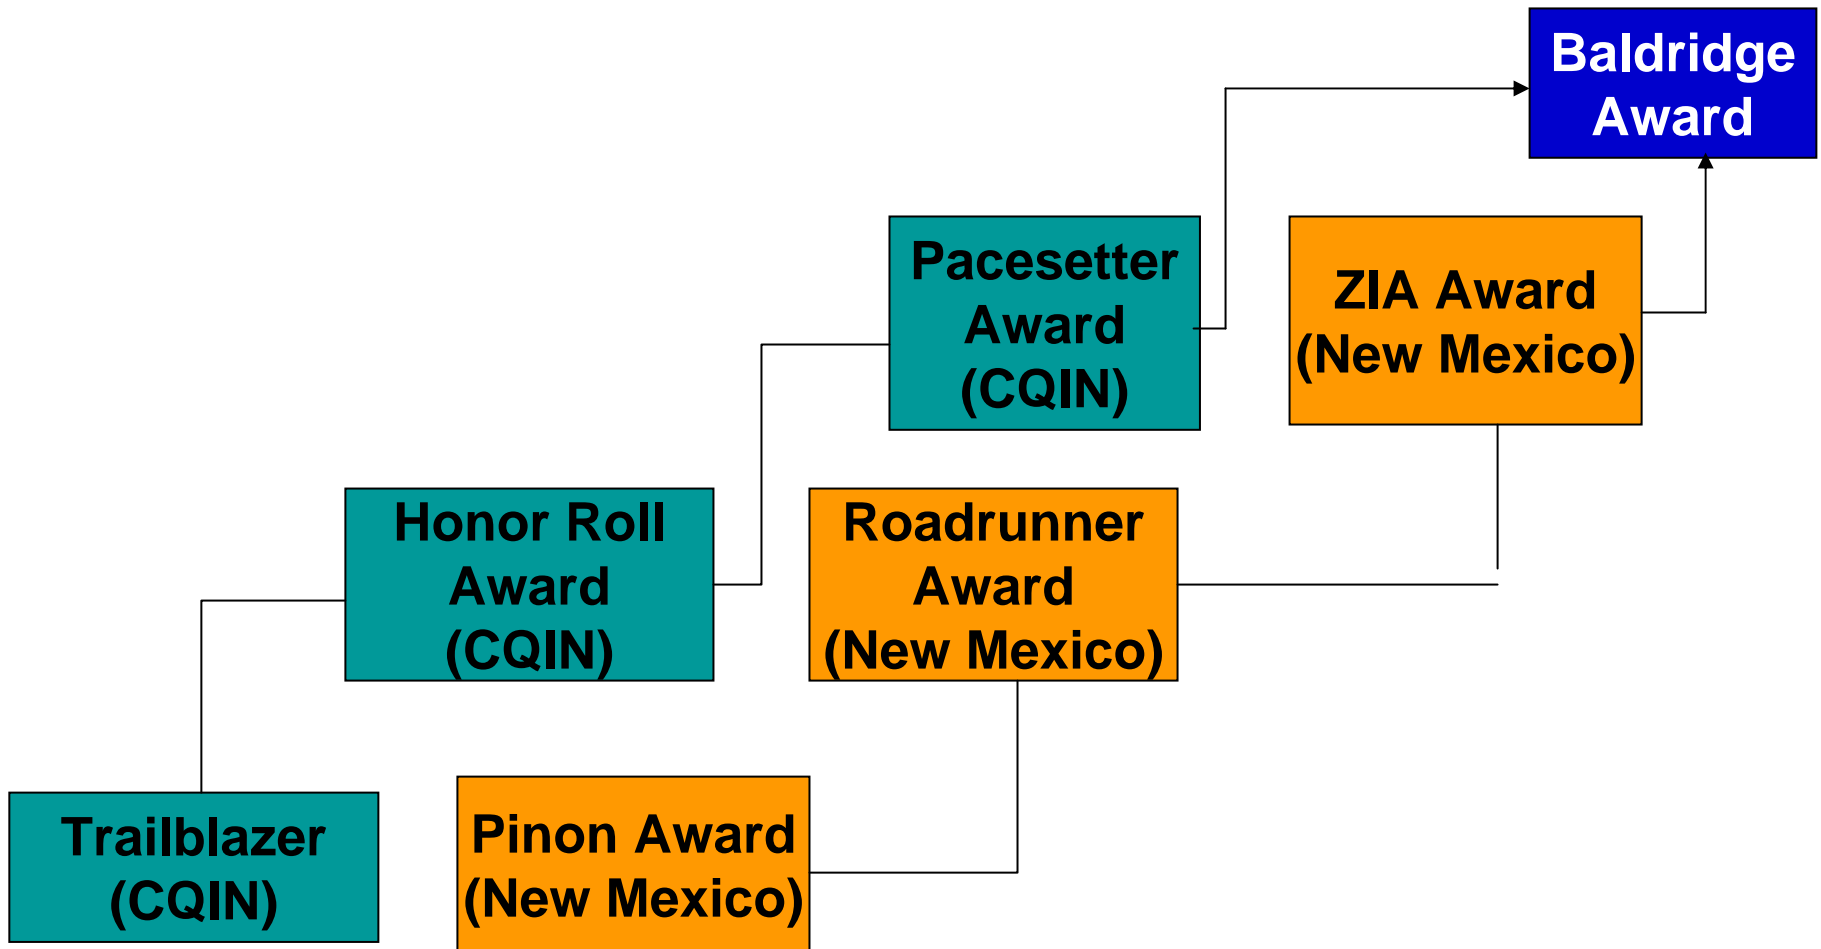 Baldridge
Award
Pacesetter
Award
(CQIN)
ZIA Award
(New Mexico)
Honor Roll
Award
(CQIN)
Roadrunner
Award
(New Mexico)
Trailblazer
(CQIN)
Pinon Award
(New Mexico)